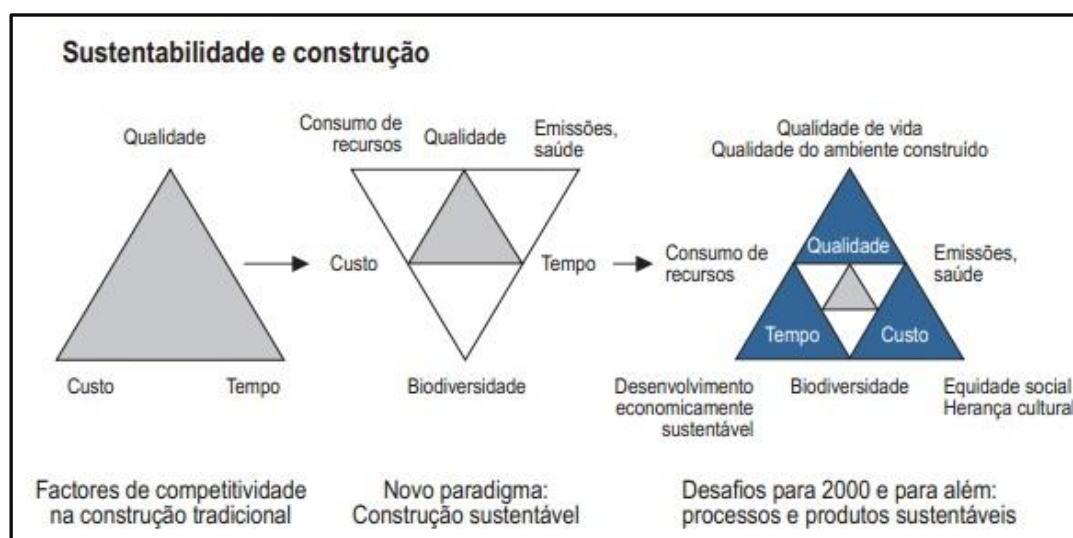 Sustentabilidade e construção
Qualidade
Custo
Tempo
Factores de competitividade
na construção tradicional
Consumo de
recursos
Qualidade
Emissões,
saúde
Custo
Tempo
Biodiversidade
Novo paradigma:
Construção sustentável
Qualidade de vida
Qualidade do ambiente construído
Consumo de
recursos
Qualidade
Emissões,
saúde
Tempo
Custo
Desenvolvimento
economicamente
sustentável
Biodiversidade
Equidade social
Herança cultural
Desafios para 2000 e para além:
processos e produtos sustentáveis